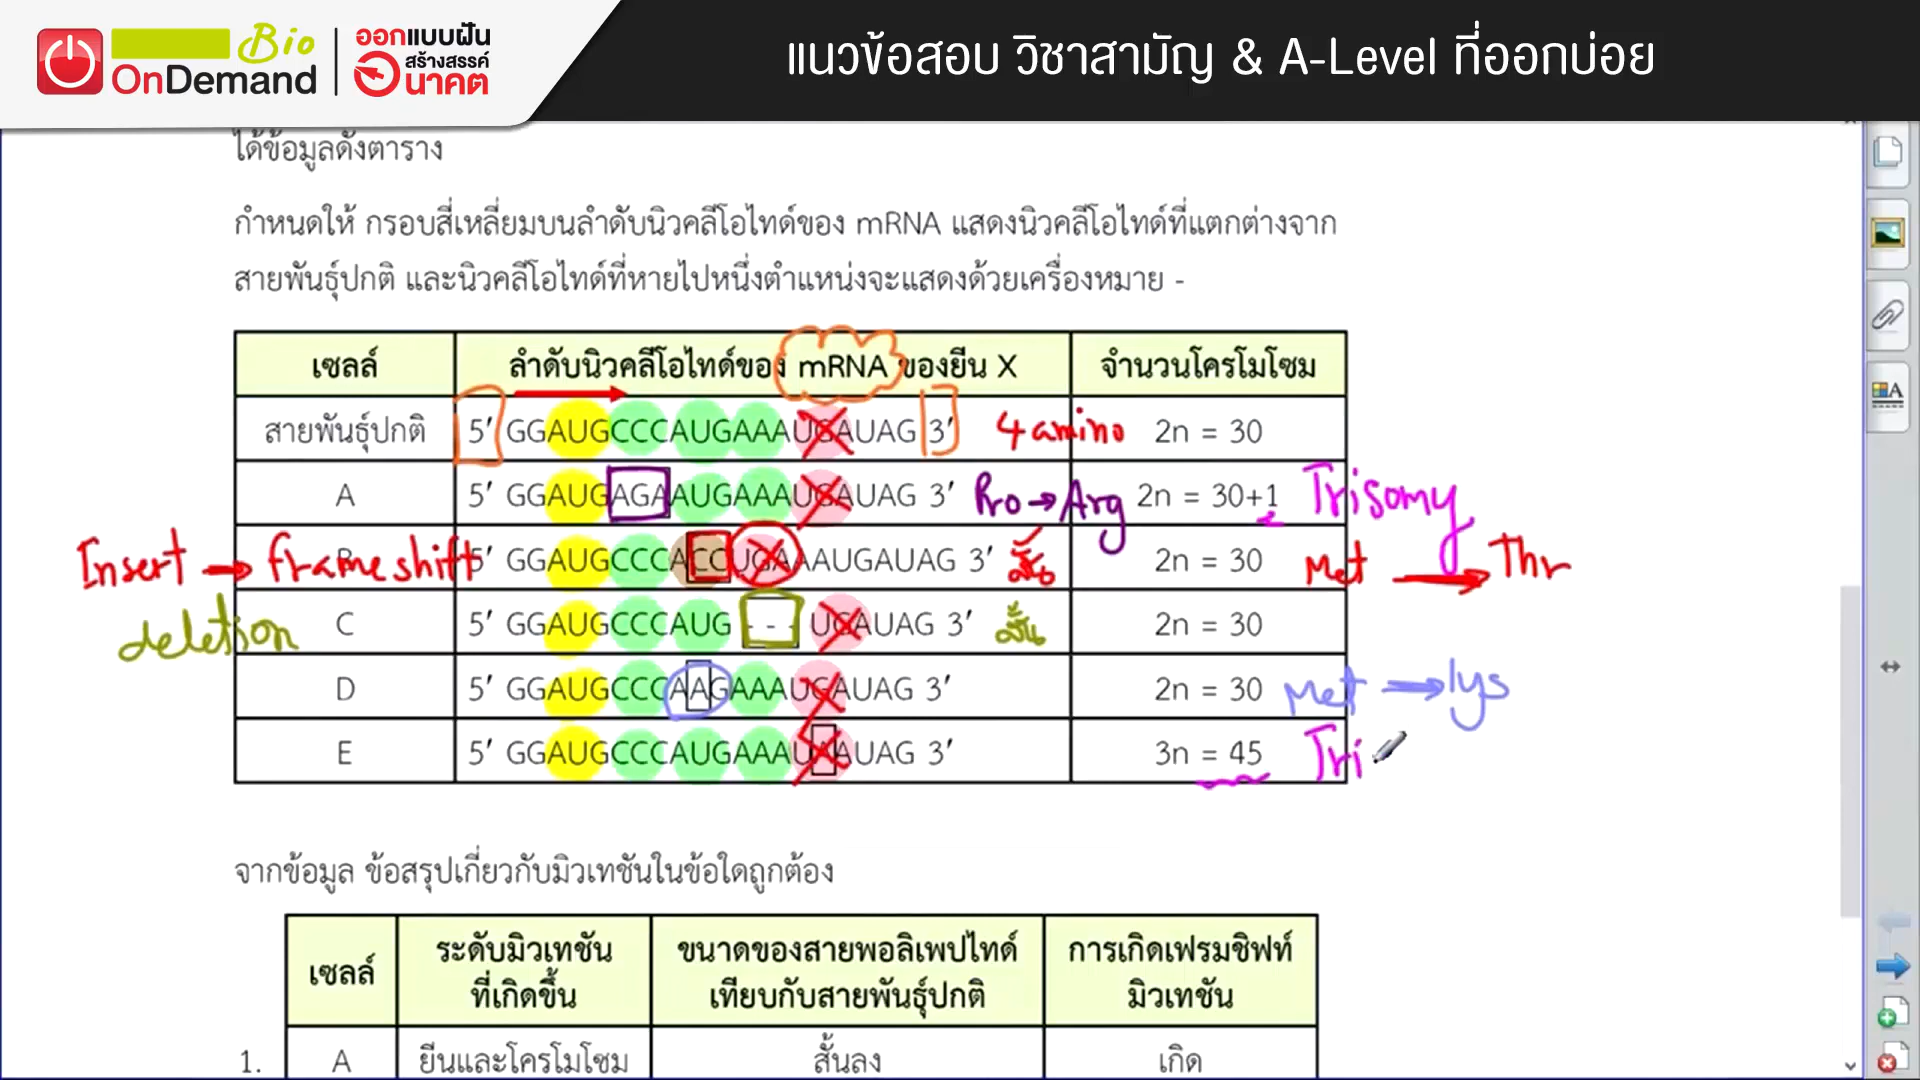 Bio
OnDemand
ออกแบบฝัน
สร้างสรรค์
อนาคต
แนวข้อสอบ วิชาสามัญ & A-Level ที่ออกบ่อย
ได้ข้อมูลดังตาราง
กำหนดให้ กรอบสี่เหลี่ยมบนลำดับนิวคลีโอไทด์ของ mRNA แสดงนิวคลีโอไทด์ที่แตกต่างจาก
สายพันธุ์ปกติ และนิวคลีโอไทด์ที่หายไปหนึ่งตำแหน่งจะแสดงด้วยเครื่องหมาย -
เซลล์ ลำดับนิวคลีโอไทด์ของ mRNA ของยีน X จำนวนโครโมโซม
สายพันธุ์ปกติ 5′ GGAUGCCCAUGAAAUGAUAG 3′ 4 amino 2n = 30
A 5′ GGAUGAGAAUGAAAUGAUAG 3′ Pro → Arg 2n = 30+1 Trisomy
Insert → frameshift B 5′ GGAUGCCCACCUGAAAUGAUAG 3′ สั้น 2n = 30 Met → Thr
deletion C 5′ GGAUGCCCAUG - - - UGAUAG 3′ สั้น 2n = 30
D 5′ GGAUGCCCAAGAAAUGAUAG 3′ 2n = 30 Met → lys
E 5′ GGAUGCCCAUGAAAUAAUAG 3′ 3n = 45 Tri
จากข้อมูล ข้อสรุปเกี่ยวกับมิวเทชันในข้อใดถูกต้อง
เซลล์ ระดับมิวเทชัน ขนาดของสายพอลิเพปไทด์ การเกิดเฟรมชิฟท์
ที่เกิดขึ้น เทียบกับสายพันธุ์ปกติ มิวเทชัน
1. A ยีนและโครโมโซม สั้นลง เกิด